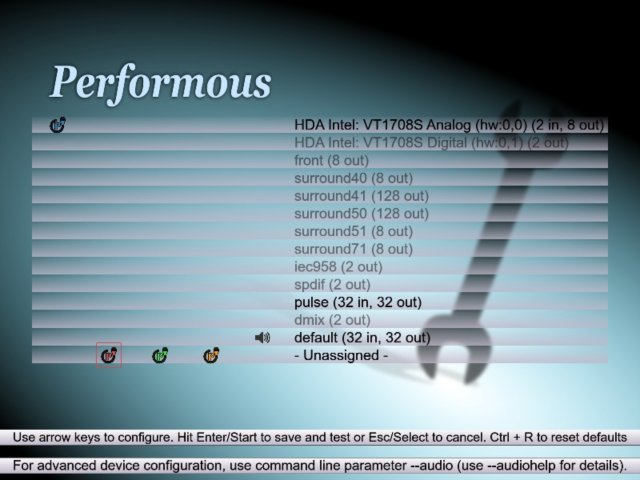 Performous
HDA Intel: VT1708S Analog (hw:0,0) (2 in, 8 out)
HDA Intel: VT1708S Digital (hw:0,1) (2 out)
front (8 out)
surround40 (8 out)
surround41 (128 out)
surround50 (128 out)
surround51 (8 out)
surround71 (8 out)
iec958 (2 out)
spdif (2 out)
pulse (32 in, 32 out)
dmix (2 out)
default (32 in, 32 out)
- Unassigned -
Use arrow keys to configure. Hit Enter/Start to save and test or Esc/Select to cancel. Ctrl + R to reset defaults
For advanced device configuration, use command line parameter --audio (use --audiohelp for details).